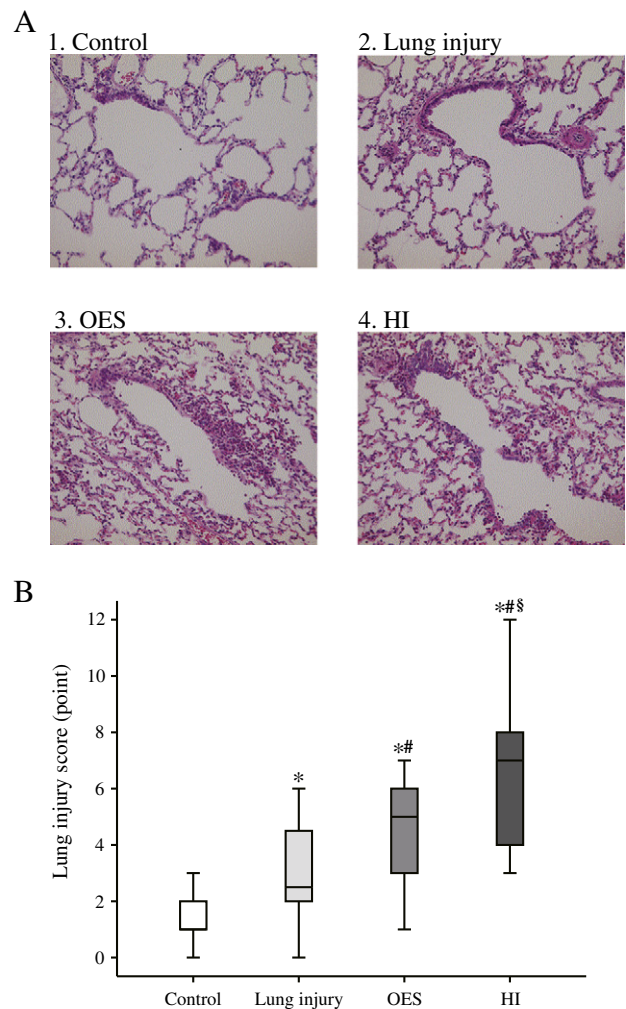 A
1. Control
2. Lung injury
3. OES
4. HI
B
Lung injury score (point)
12
10
8
6
4
2
0
*
*#
*#§
Control
Lung injury
OES
HI